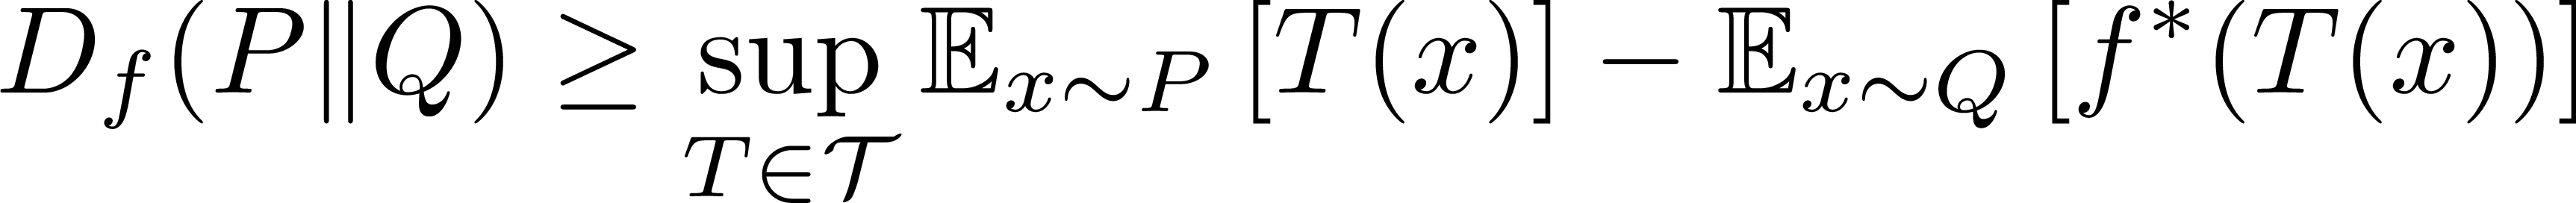 D_f(P‖Q) ≥ sup_{T∈𝒯} 𝔼_{x∼P} [T(x)] − 𝔼_{x∼Q} [f*(T(x))]